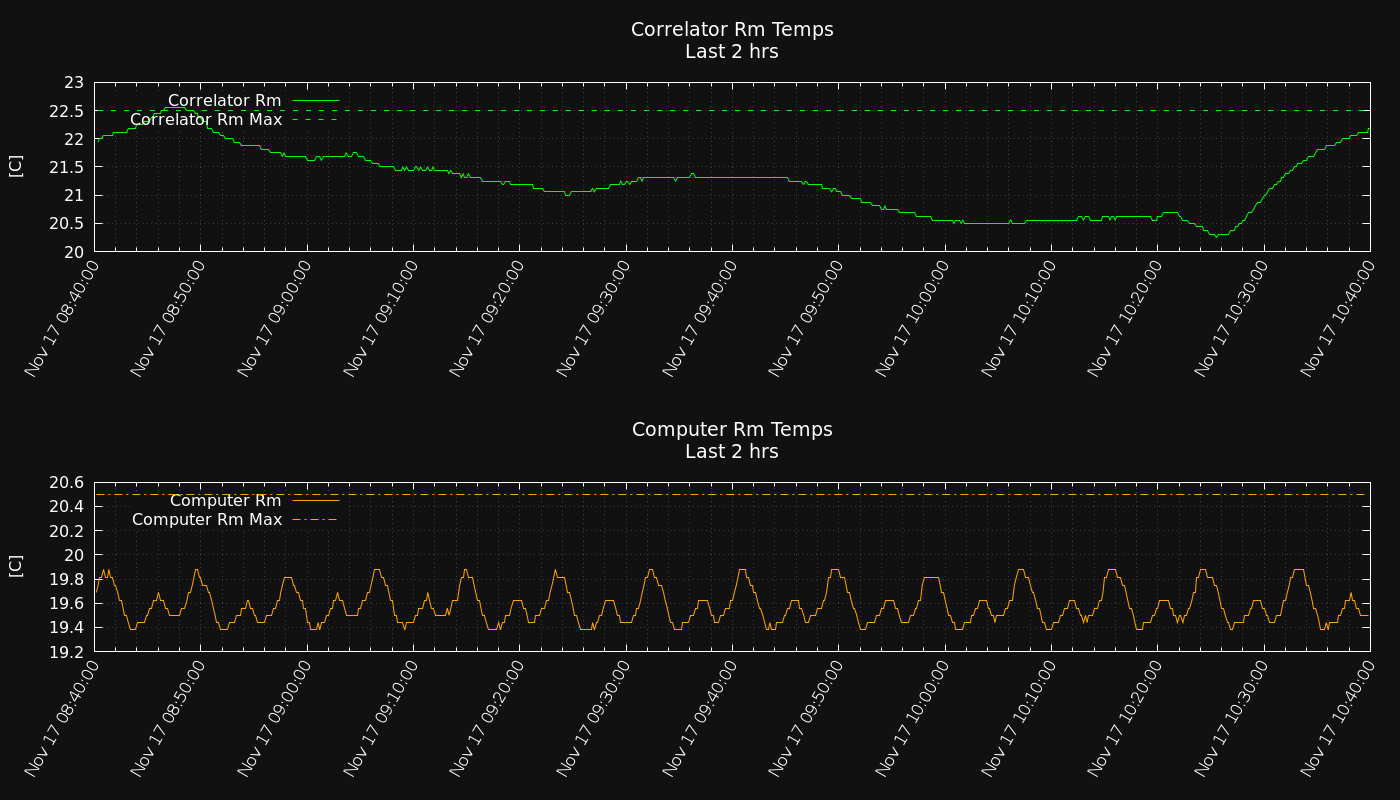 Correlator Rm Temps
Last 2 hrs
23
22.5
22
21.5
21
20.5
20
[C]
Correlator Rm
Correlator Rm Max
Nov 17 08:40:00
Nov 17 08:50:00
Nov 17 09:00:00
Nov 17 09:10:00
Nov 17 09:20:00
Nov 17 09:30:00
Nov 17 09:40:00
Nov 17 09:50:00
Nov 17 10:00:00
Nov 17 10:10:00
Nov 17 10:20:00
Nov 17 10:30:00
Nov 17 10:40:00
Computer Rm Temps
Last 2 hrs
20.6
20.4
20.2
20
19.8
19.6
19.4
19.2
[C]
Computer Rm
Computer Rm Max
Nov 17 08:40:00
Nov 17 08:50:00
Nov 17 09:00:00
Nov 17 09:10:00
Nov 17 09:20:00
Nov 17 09:30:00
Nov 17 09:40:00
Nov 17 09:50:00
Nov 17 10:00:00
Nov 17 10:10:00
Nov 17 10:20:00
Nov 17 10:30:00
Nov 17 10:40:00